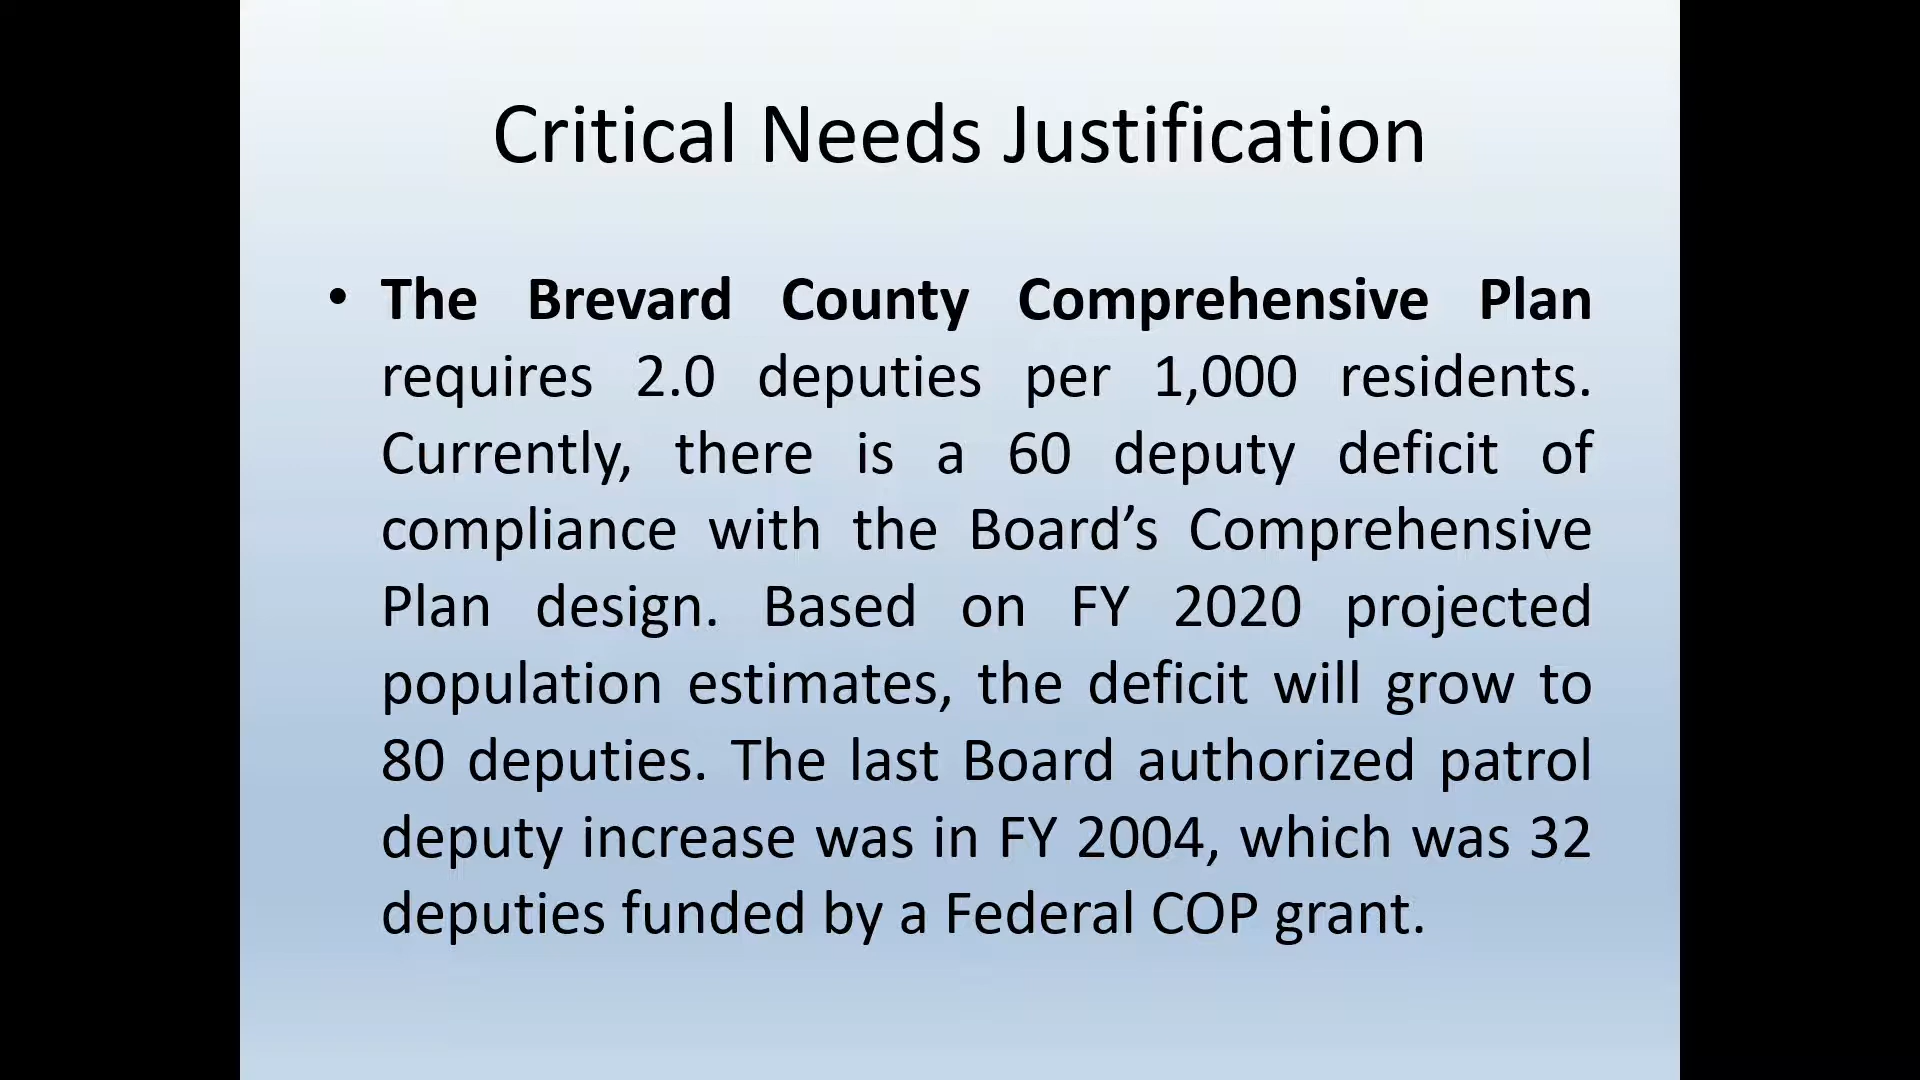 Critical Needs Justification
• The Brevard County Comprehensive Plan
requires 2.0 deputies per 1,000 residents.
Currently, there is a 60 deputy deficit of
compliance with the Board’s Comprehensive
Plan design. Based on FY 2020 projected
population estimates, the deficit will grow to
80 deputies. The last Board authorized patrol
deputy increase was in FY 2004, which was 32
deputies funded by a Federal COP grant.